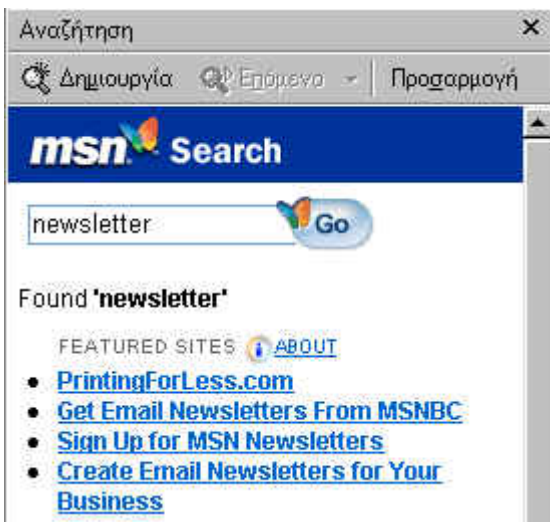 Αναζήτηση ×
Δημιουργία Επόμενο Προσαρμογή
msn Search
newsletter Go
Found 'newsletter'
FEATURED SITES i ABOUT
• PrintingForLess.com
• Get Email Newsletters From MSNBC
• Sign Up for MSN Newsletters
• Create Email Newsletters for Your
Business